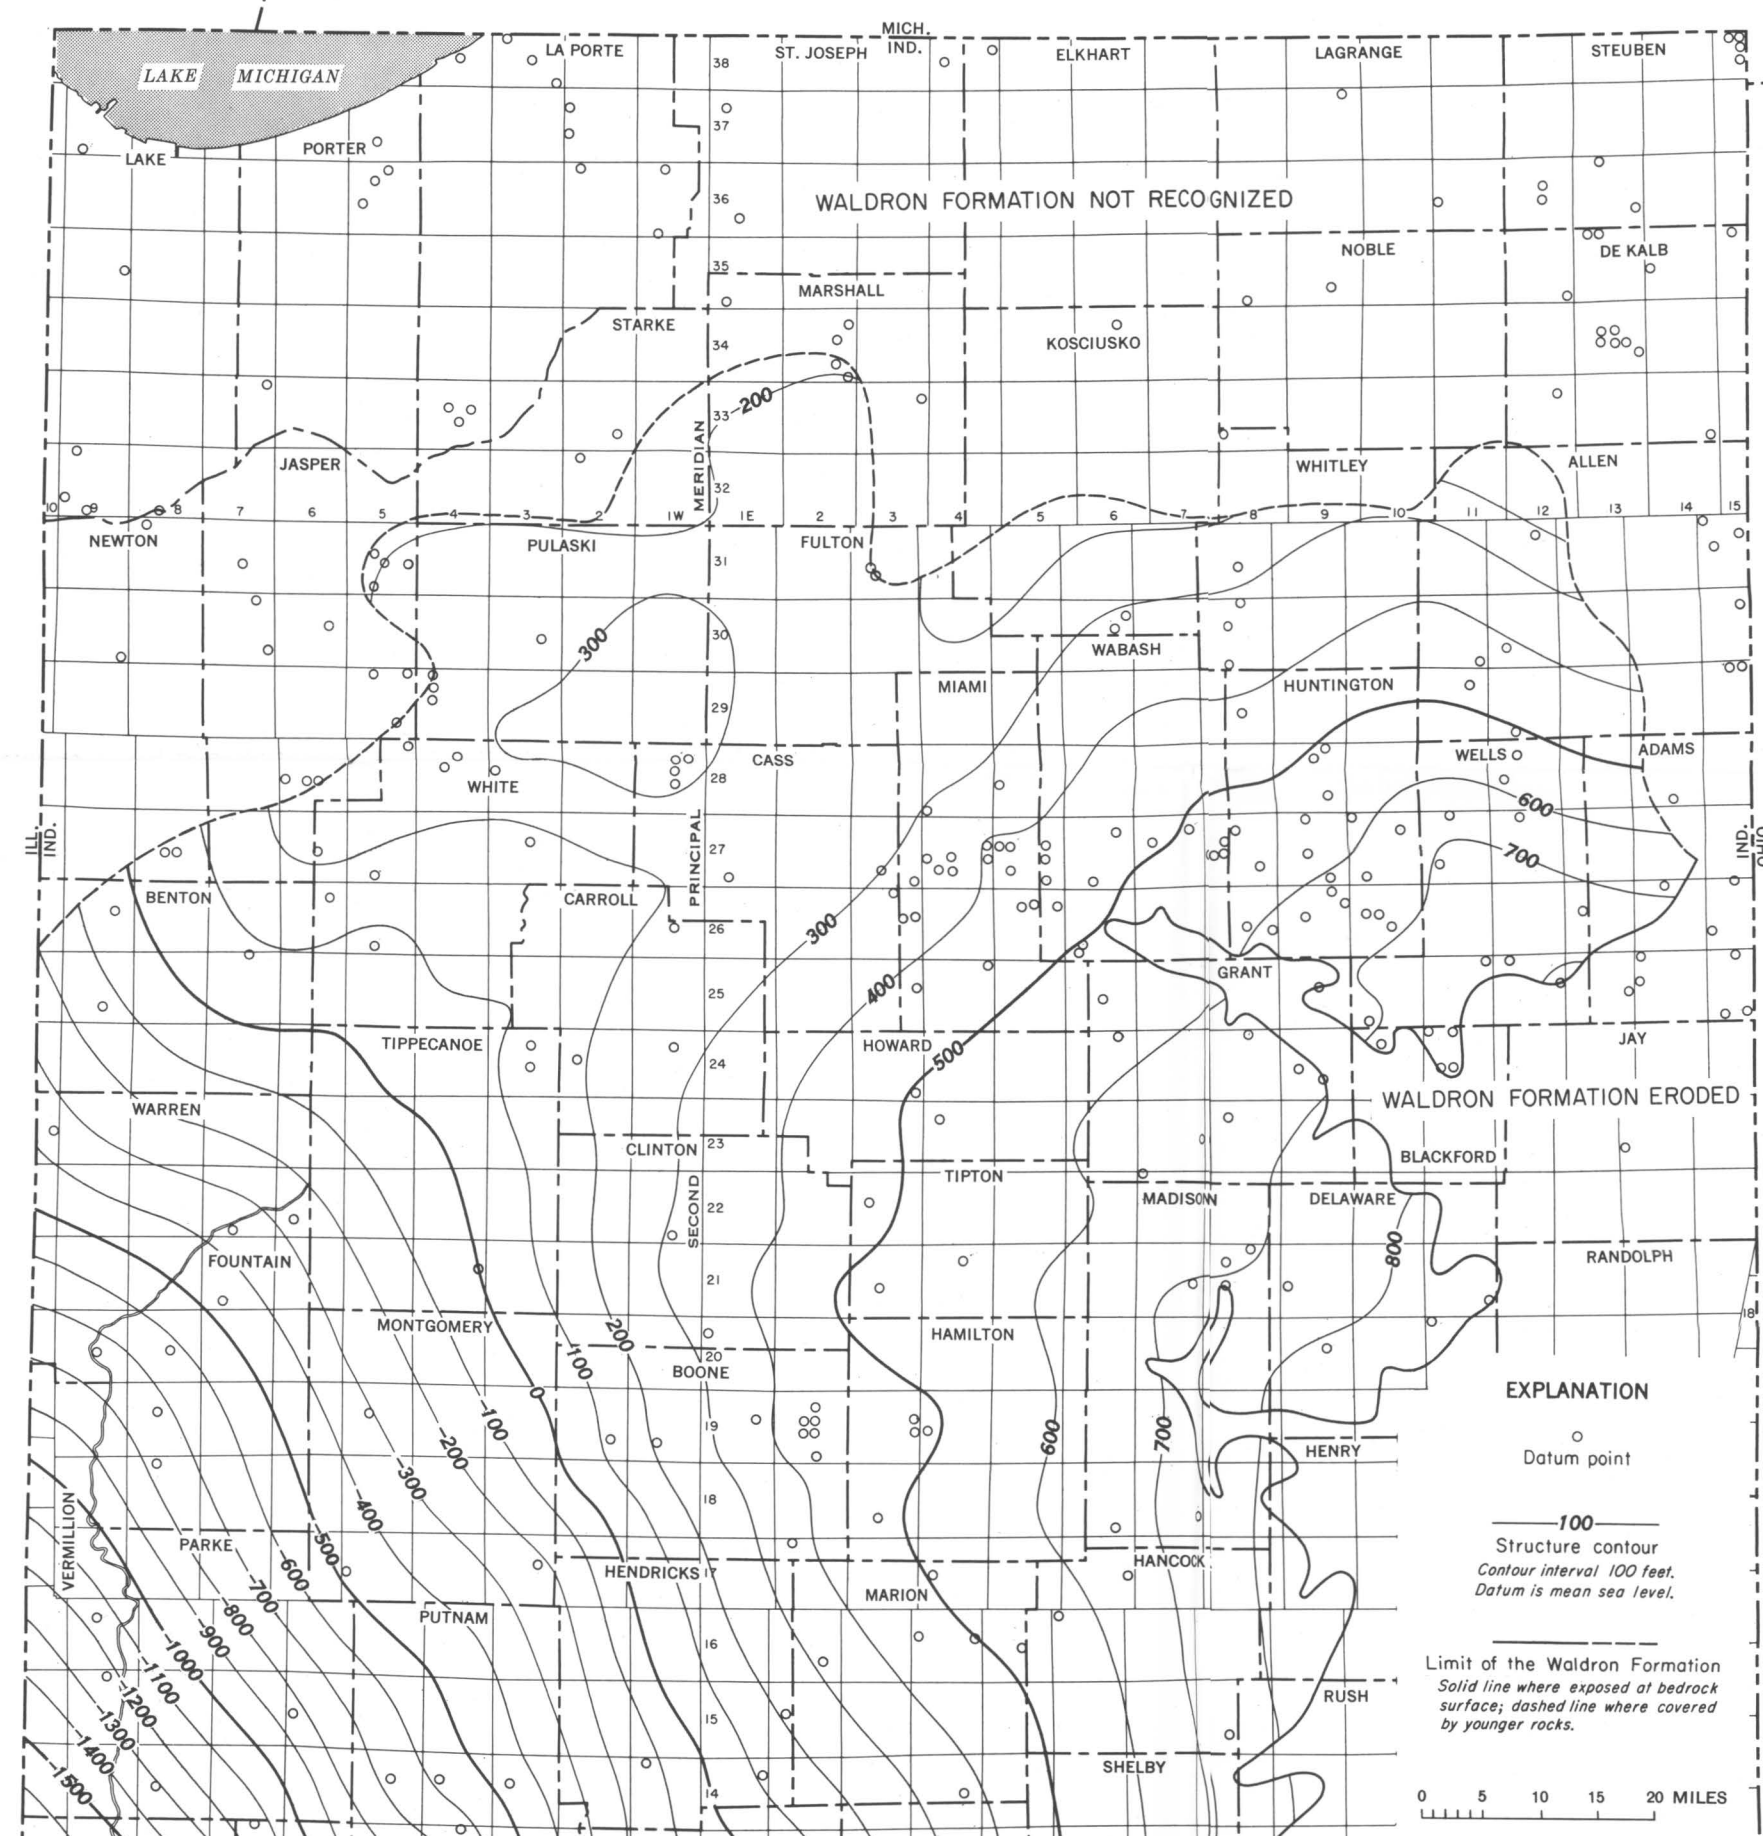 MICH.
IND.
LAKE MICHIGAN
LA PORTE
ST. JOSEPH
ELKHART
LAGRANGE
STEUBEN
38
37
LAKE
PORTER
WALDRON FORMATION NOT RECOGNIZED
36
NOBLE
DE KALB
35
MARSHALL
STARKE
34
KOSCIUSKO
33
200
JASPER
MERIDIAN
WHITLEY
ALLEN
32
10 9 8 7 6 5 4 3 2 1W 1E 2 3 4 5 6 7 8 9 10 11 12 13 14 15
NEWTON
PULASKI
FULTON
31
300
30
WABASH
MIAMI
HUNTINGTON
29
WELLS
ADAMS
CASS
28
WHITE
600
ILL.
IND.
PRINCIPAL
27
700
IND.
OHIO
BENTON
CARROLL
26
300
GRANT
400
25
TIPPECANOE
HOWARD
500
JAY
24
WARREN
WALDRON FORMATION ERODED
CLINTON
23
BLACKFORD
TIPTON
MADISON
DELAWARE
SECOND
22
FOUNTAIN
800
RANDOLPH
21
MONTGOMERY
200
HAMILTON
18
100
20
BOONE
0
EXPLANATION
-100
19
600
700
Datum point
-200
HENRY
-300
18
-400
VERMILLION
PARKE
-500
100
Structure contour
Contour interval 100 feet.
Datum is mean sea level.
HANCOCK
HENDRICKS
17
-600
MARION
-700
PUTNAM
-800
-900
16
-1000
Limit of the Waldron Formation
Solid line where exposed at bedrock
surface; dashed line where covered
by younger rocks.
-1100
-1200
RUSH
-1300
15
-1400
SHELBY
-1500
14
0 5 10 15 20 MILES